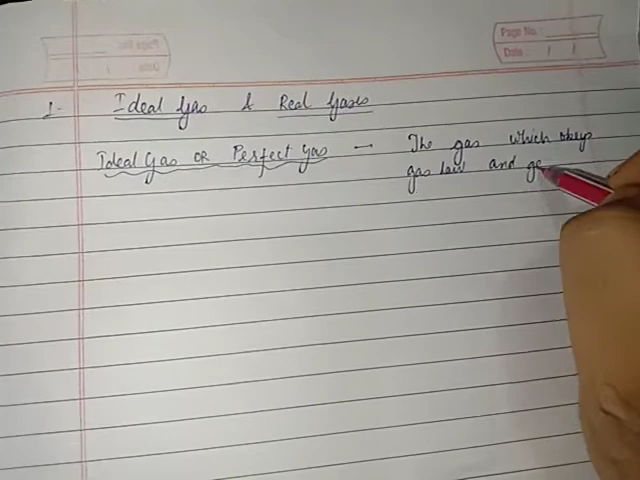 Page No.:
Date: / /
1- Ideal Gas & Real Gases
Ideal Gas OR Perfect Gas — The gas which obeys
gas law and ge